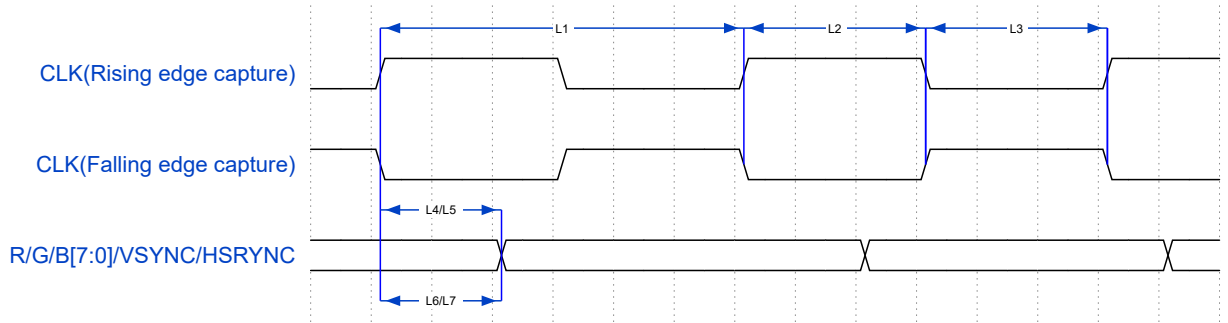 L1 L2 L3
CLK(Rising edge capture)
CLK(Falling edge capture)
L4/L5
R/G/B[7:0]/VSYNC/HSRYNC
L6/L7